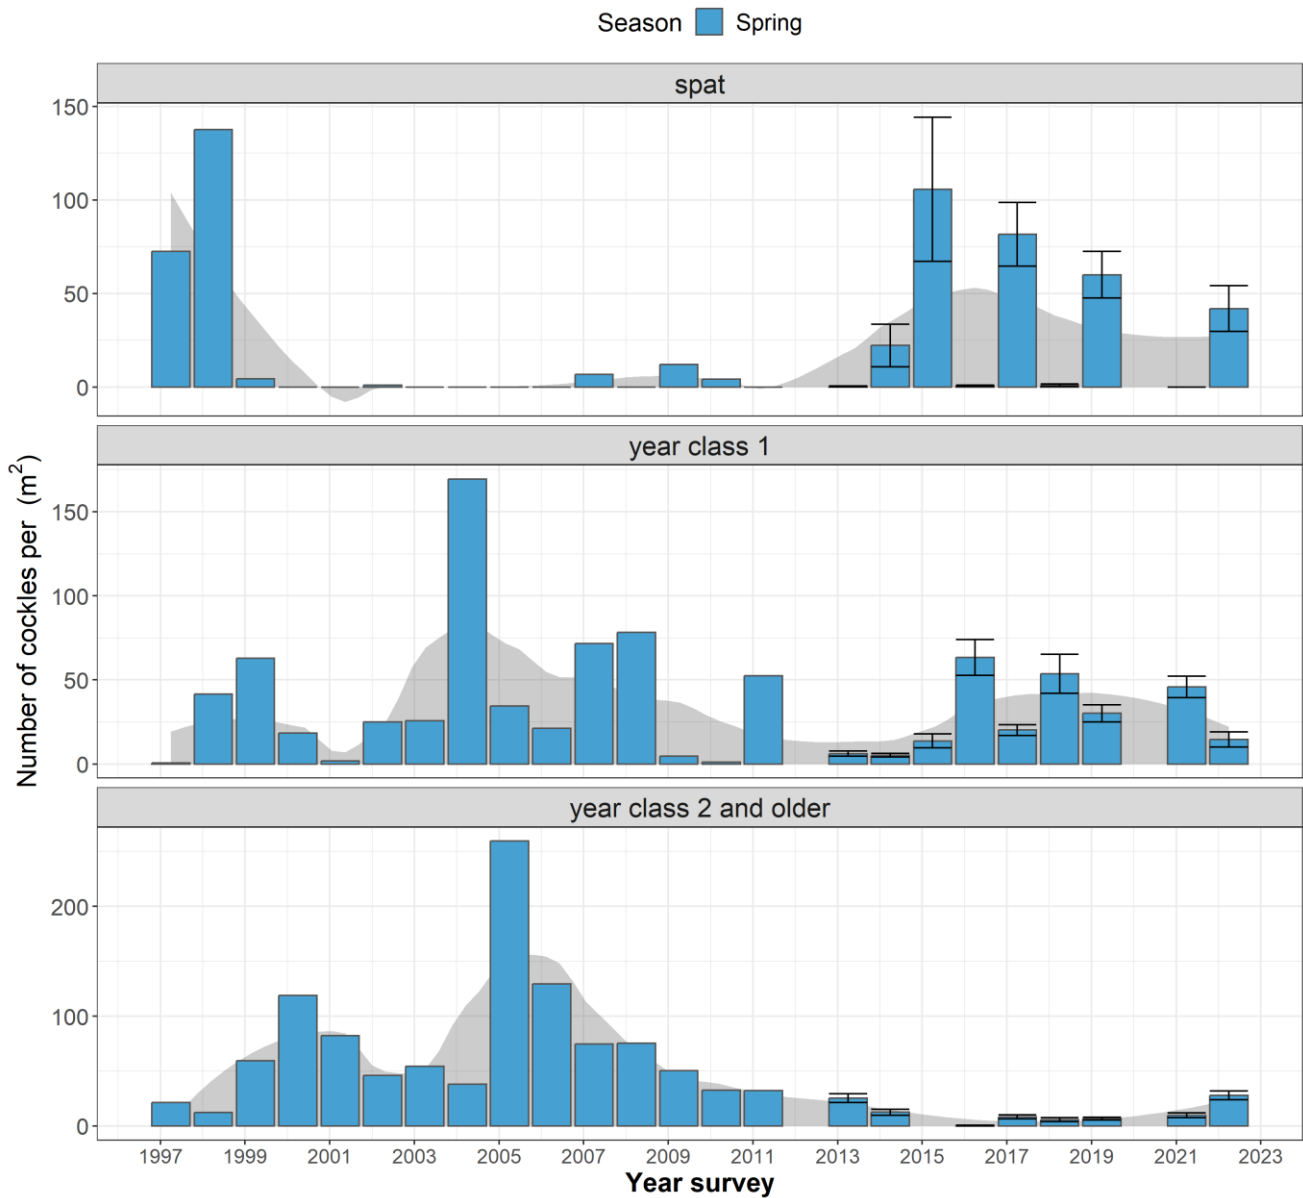 Season Spring
spat
150
100
50
0
year class 1
150
100
50
0
year class 2 and older
200
100
0
Number of cockles per (m²)
1997 1999 2001 2003 2005 2007 2009 2011 2013 2015 2017 2019 2021 2023
Year survey